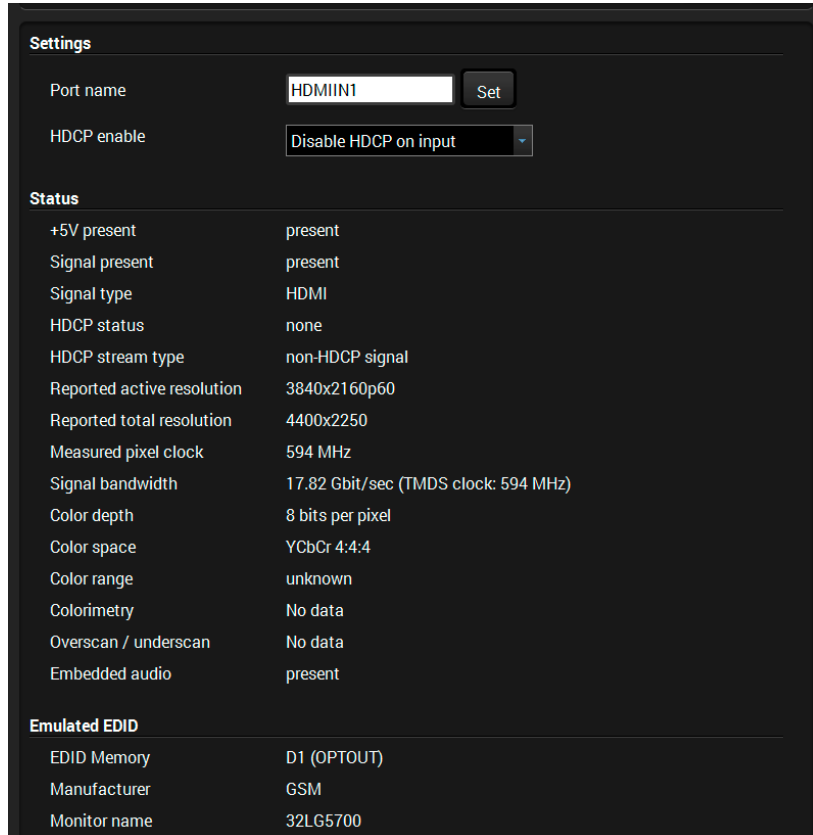 Settings
Port name HDMIIN1 Set
HDCP enable Disable HDCP on input
Status
+5V present present
Signal present present
Signal type HDMI
HDCP status none
HDCP stream type non-HDCP signal
Reported active resolution 3840x2160p60
Reported total resolution 4400x2250
Measured pixel clock 594 MHz
Signal bandwidth 17.82 Gbit/sec (TMDS clock: 594 MHz)
Color depth 8 bits per pixel
Color space YCbCr 4:4:4
Color range unknown
Colorimetry No data
Overscan / underscan No data
Embedded audio present
Emulated EDID
EDID Memory D1 (OPTOUT)
Manufacturer GSM
Monitor name 32LG5700